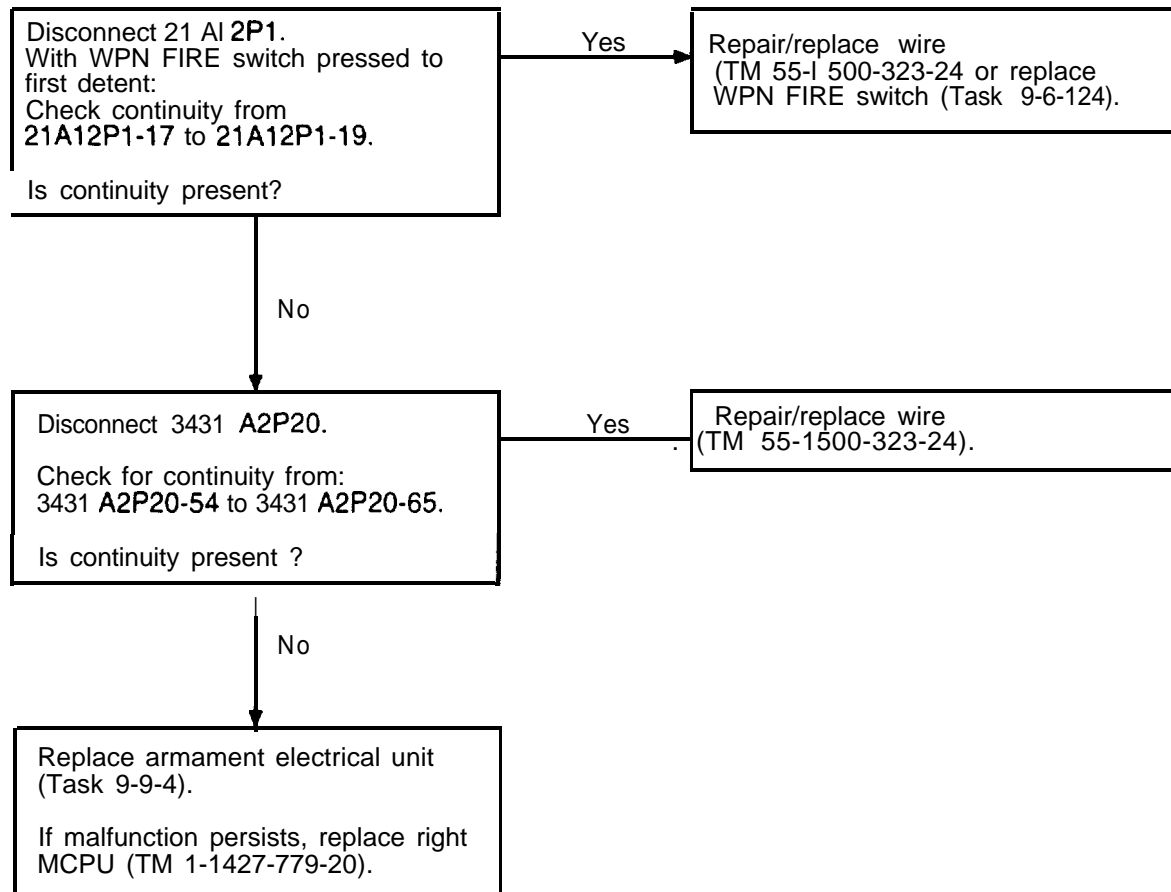 Disconnect 21 Al 2P1.
With WPN FIRE switch pressed to
first detent:
Check continuity from
21A12P1-17 to 21A12P1-19.
Is continuity present?
Yes
Repair/replace wire
(TM 55-l 500-323-24 or replace
WPN FIRE switch (Task 9-6-124).
No
Disconnect 3431 A2P20.
Check for continuity from:
3431 A2P20-54 to 3431 A2P20-65.
Is continuity present ?
Yes
Repair/replace wire
. (TM 55-1500-323-24).
No
Replace armament electrical unit
(Task 9-9-4).
If malfunction persists, replace right
MCPU (TM 1-1427-779-20).